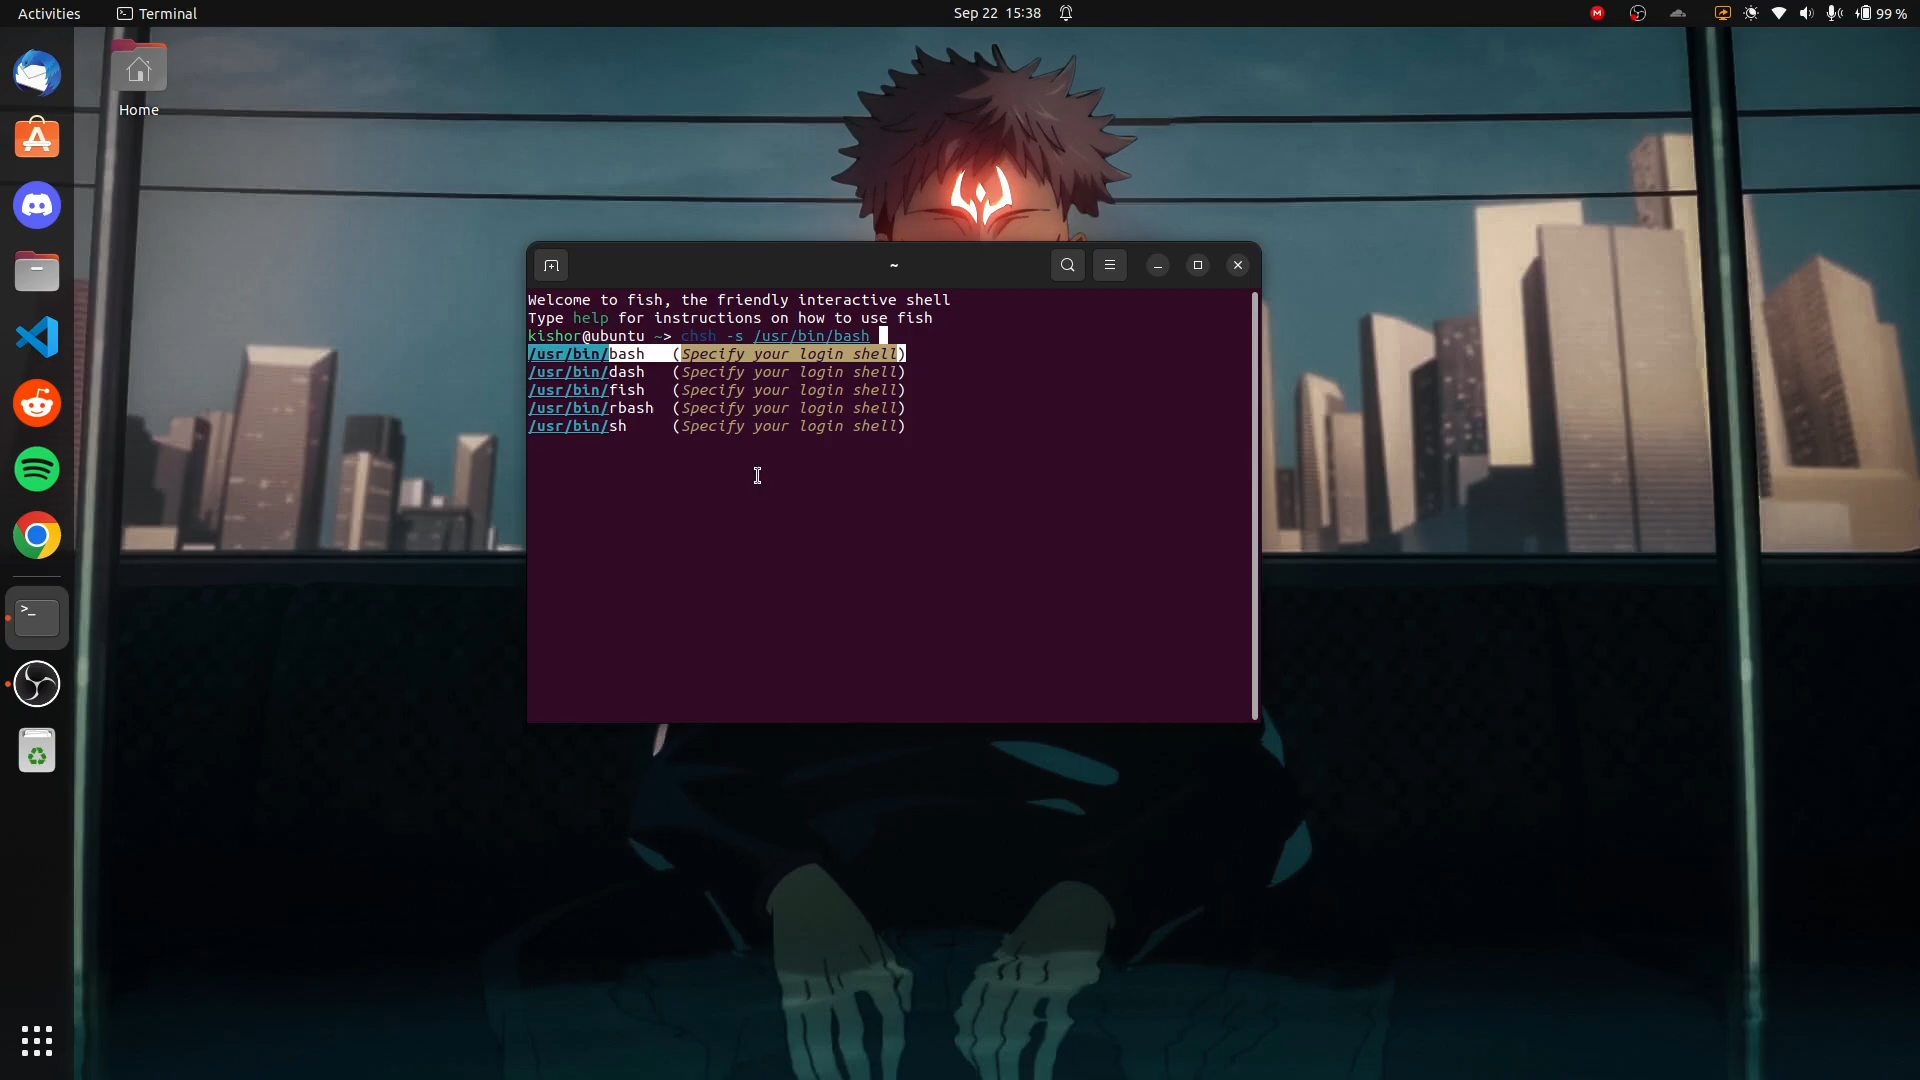 Activities
Terminal
Sep 22 15:38
99 %
Home
~
Welcome to fish, the friendly interactive shell
Type help for instructions on how to use fish
kishor@ubuntu ~> chsh -s /usr/bin/bash
/usr/bin/bash (Specify your login shell)
/usr/bin/dash (Specify your login shell)
/usr/bin/fish (Specify your login shell)
/usr/bin/rbash (Specify your login shell)
/usr/bin/sh (Specify your login shell)
>_